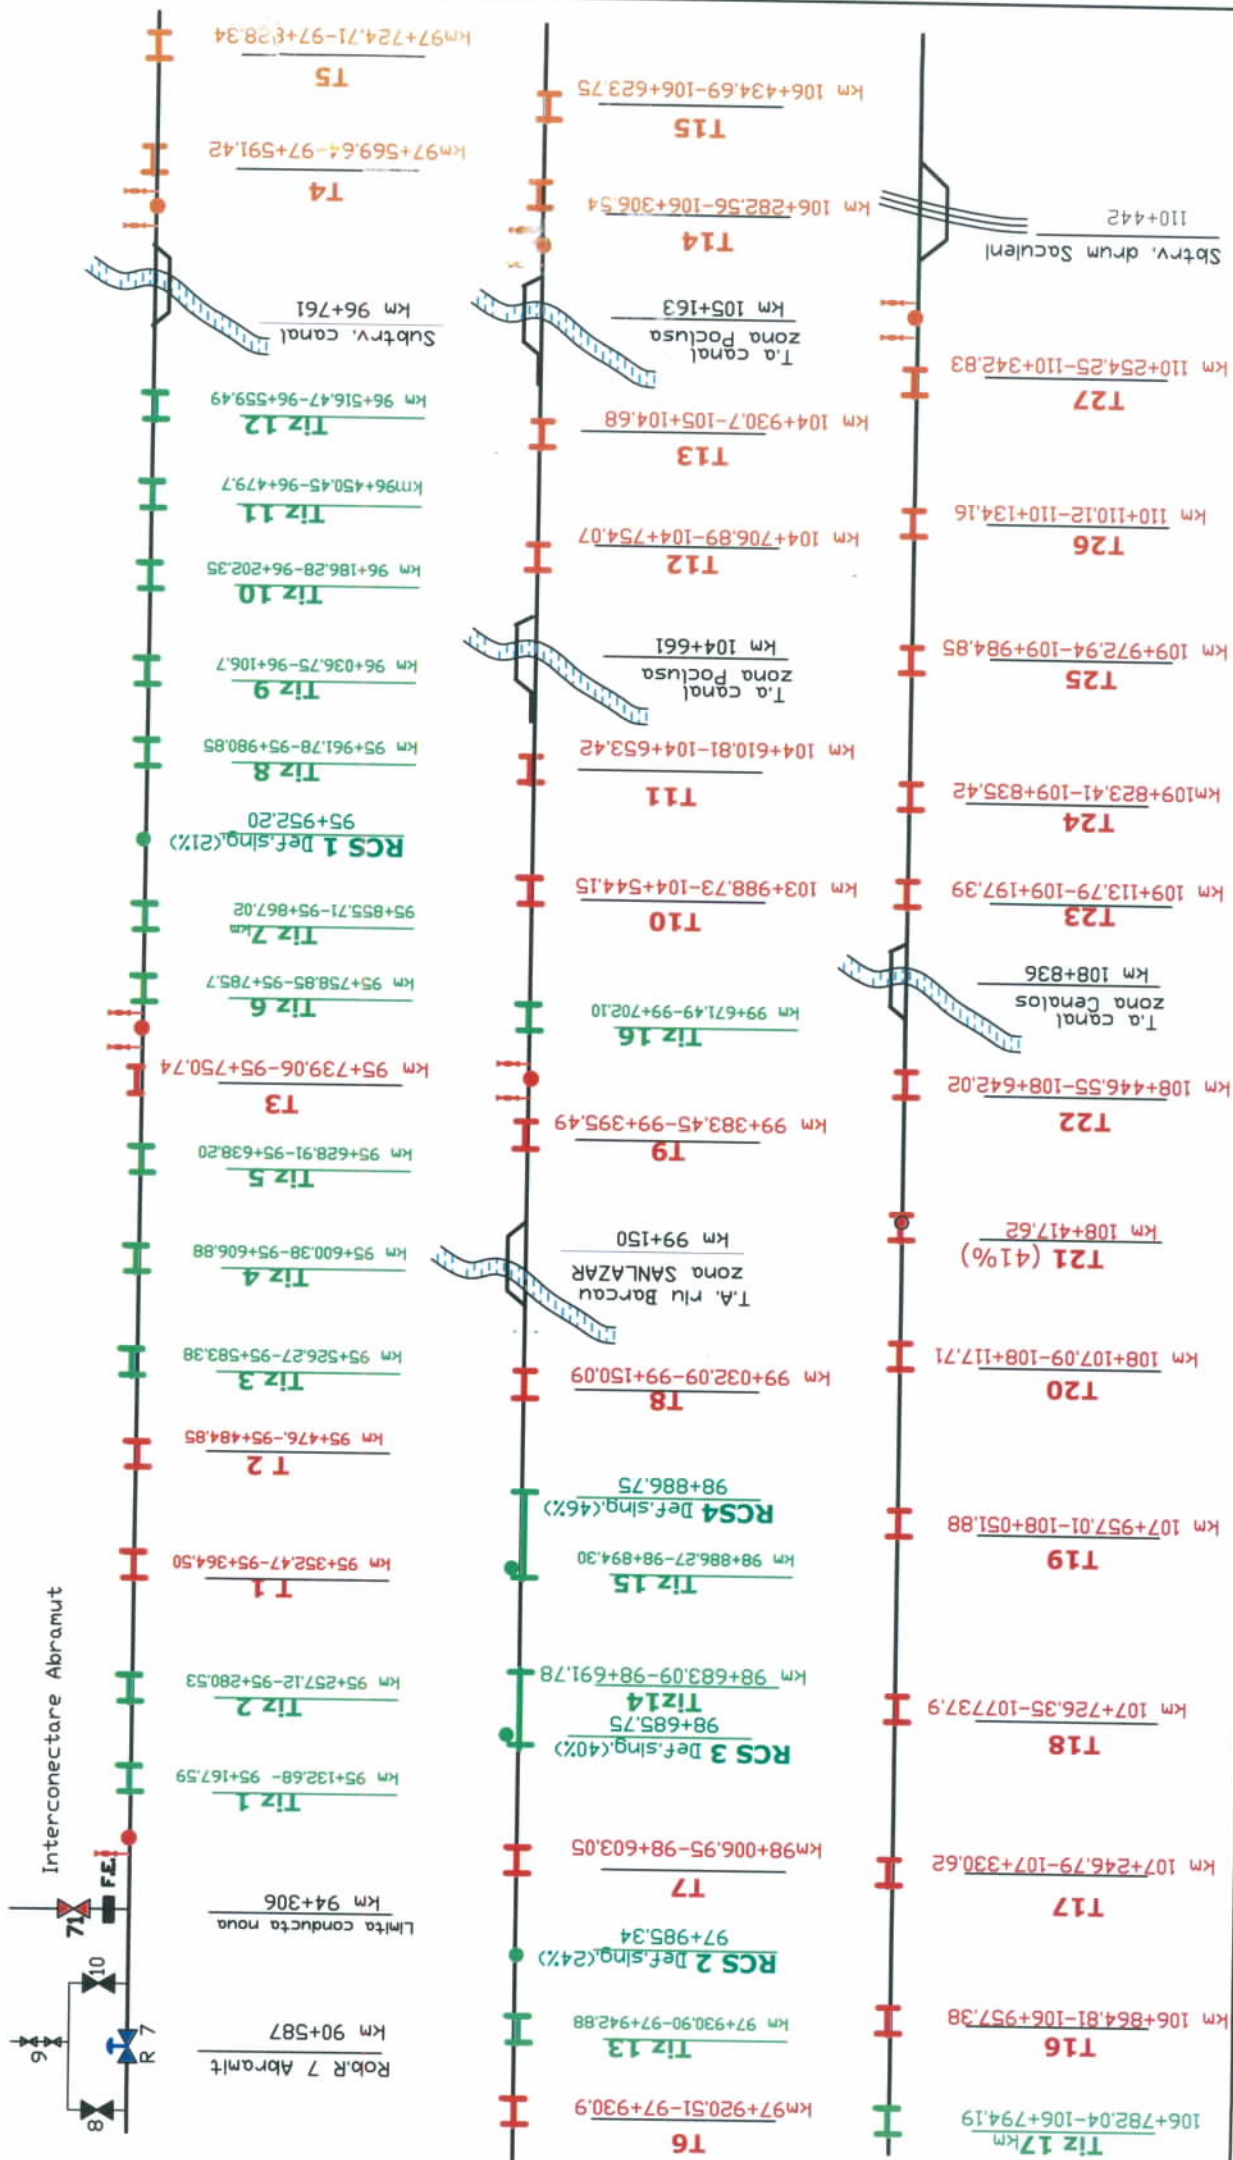 8
9
10
R 7
Rob.R 7 Abramit
km 90+587
71
F.E.
Interconectare Abramut
Limita conducta noua
km 94+306
Tiz 1
km 95+132.68- 95+167.59
Tiz 2
km 95+257.12-95+280.53
T 1
km 95+352.47-95+364.50
T 2
km 95+476.-95+484.85
Tiz 3
km 95+526.27-95+583.38
Tiz 4
km 95+600.38-95+606.88
Tiz 5
km 95+628.91-95+638.20
T3
km 95+739.06-95+750.74
Tiz 6
km 95+758.85-95+785.7
Tiz 7 km
95+855.71-95+867.02
RCS 1 Def.sing.(21%)
95+952.20
Tiz 8
km 95+961.78-95+980.85
Tiz 9
km 96+036.75-96+106.7
Tiz 10
km 96+186.28-96+202.35
Tiz 11
km96+450.45-96+479.7
Tiz 12
km 96+516.47-96+559.49
Subtrv. canal
km 96+761
T4
km97+569.64-97+591.42
T5
km97+724.71-97+828.34
T6
km97+920.51-97+930.9
Tiz 13
km 97+930.90-97+942.88
RCS 2 Def.sing.(24%)
97+985.34
T7
km98+006.95-98+603.05
RCS 3 Def.sing.(40%)
98+685.75
Tiz14
km 98+683.09-98+691.78
Tiz 15
km 98+886.27-98+894.30
RCS4 Def.sing.(46%)
98+886.75
T8
km 99+032.09-99+150.09
T.A. riu Barcau
zona SANLAZAR
km 99+150
T9
km 99+383.45-99+395.49
Tiz 16
km 99+671.49-99+702.10
T10
km 103+988.73-104+544.15
T11
km 104+610.81-104+653.42
T.a canal
zona Poclusa
km 104+661
T12
km 104+706.89-104+754.07
T13
km 104+930.7-105+104.68
T.a canal
zona Poclusa
km 105+163
T14
km 106+282.56-106+306.54
T15
km 106+434.69-106+623.75
Tiz 17 km
106+782.04-106+794.19
T16
km 106+864.81-106+957.38
T17
km 107+246.79-107+330.62
T18
km 107+726.35-107737.9
T19
km 107+957.01-108+051.88
T20
km 108+107.09-108+117.71
T21 (41%)
km 108+417.62
T22
km 108+446.55-108+642.02
T.a canal
zona Cenalos
km 108+836
T23
km 109+113.79-109+197.39
T24
km109+823.41-109+835.42
T25
km 109+972.94-109+984.85
T26
km 110+110.12-110+134.16
T27
km 110+254.25-110+342.83
Sbtrv. drum Sacuieni
110+442